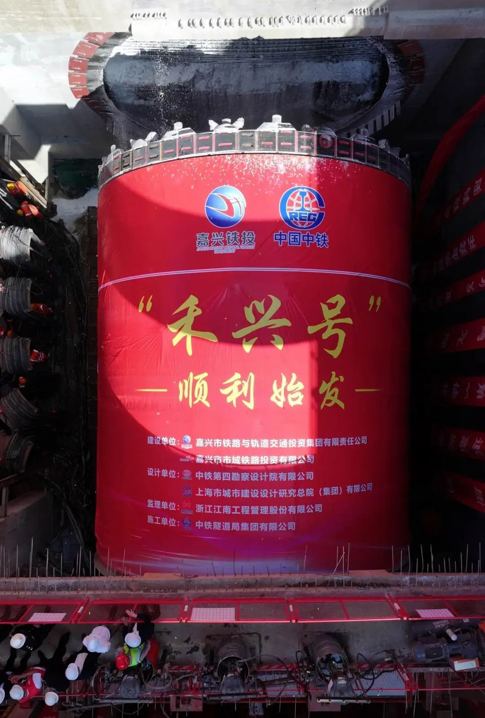 嘉兴铁投
CREC
中国中铁
“禾兴号”
顺利始发
建设单位：嘉兴市铁路与轨道交通投资集团有限责任公司
嘉兴市市域铁路投资有限公司
设计单位：中铁第四勘察设计院有限公司
上海市城市建设设计研究总院（集团）有限公司
监理单位：浙江江南工程管理股份有限公司
施工单位：中铁隧道局集团有限公司